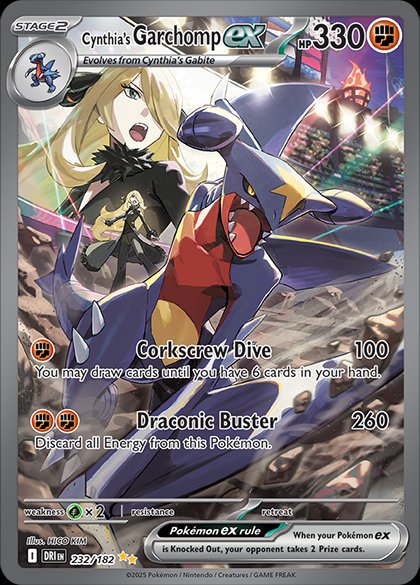 STAGE2
Cynthia's Garchomp ex
HP 330
Evolves from Cynthia's Gabite
Corkscrew Dive 100
You may draw cards until you have 6 cards in your hand.
Draconic Buster 260
Discard all Energy from this Pokémon.
weakness ×2 resistance retreat
Pokémon ex rule
When your Pokémon ex
is Knocked Out, your opponent takes 2 Prize cards.
Illus. HICO KIM
I DRI EN 232/182
©2025 Pokémon / Nintendo / Creatures / GAME FREAK